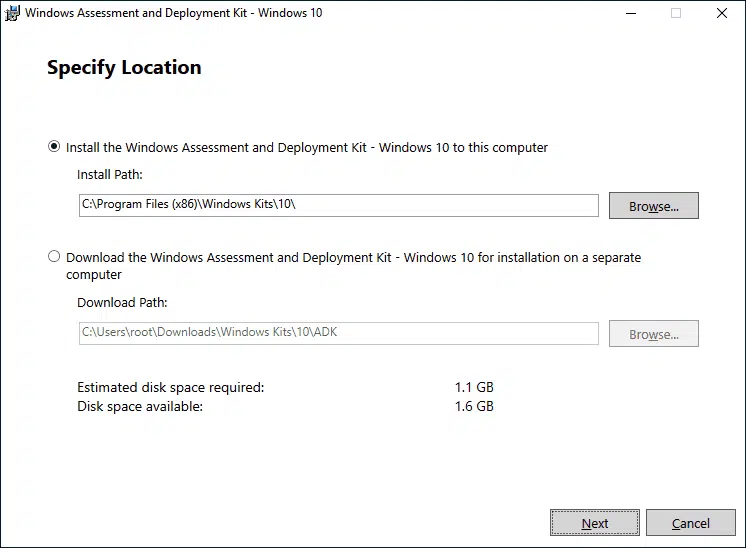 Windows Assessment and Deployment Kit - Windows 10
Specify Location
Install the Windows Assessment and Deployment Kit - Windows 10 to this computer
Install Path:
C:\Program Files (x86)\Windows Kits\10\
Browse...
Download the Windows Assessment and Deployment Kit - Windows 10 for installation on a separate
computer
Download Path:
C:\Users\root\Downloads\Windows Kits\10\ADK
Browse...
Estimated disk space required: 1.1 GB
Disk space available: 1.6 GB
Next Cancel